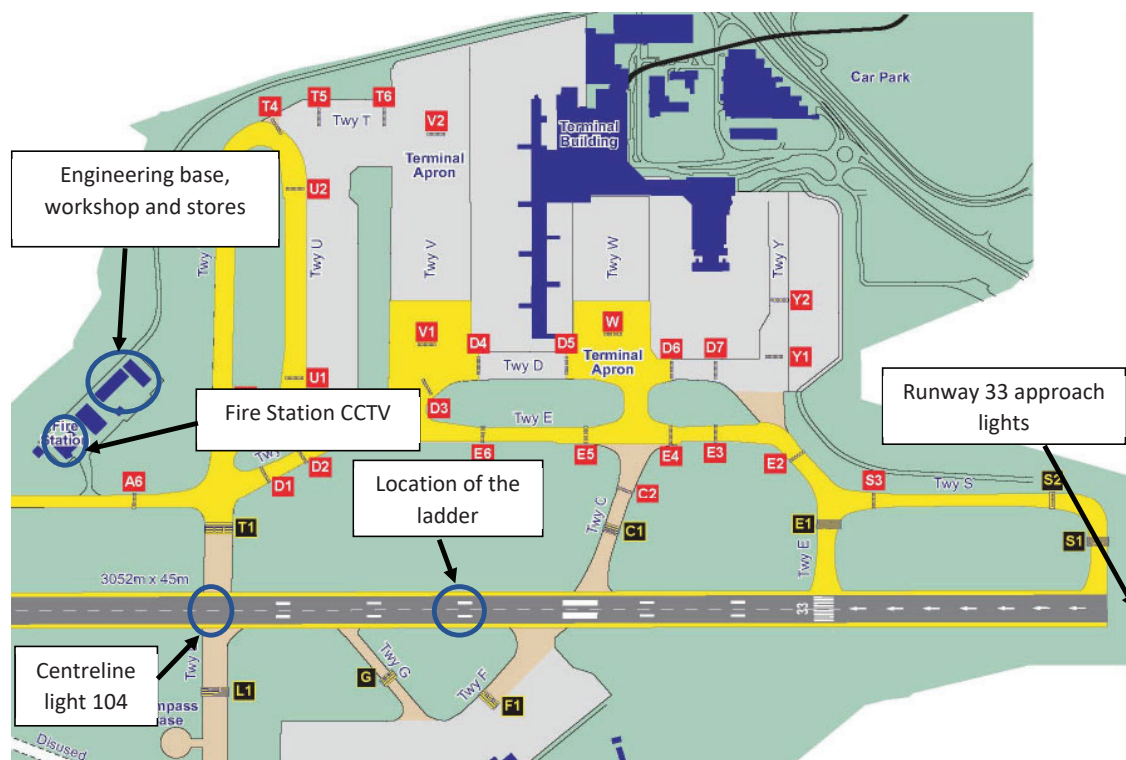 Car Park
T4
T5
T6
Twy T
V2
Terminal
Apron
Terminal
Building
Engineering base,
workshop and stores
U2
Twy
Twy U
Twy V
Twy W
Twy Y
Y2
V1
W
D4
D5
D6
D7
Y1
Twy D
Terminal
Apron
U1
Runway 33 approach
lights
Fire Station CCTV
D3
Fire
Station
Twy E
E6
E5
E4
E3
E2
D2
D1
A6
Location of the
ladder
C2
S3
Twy S
S2
T1
Twy C
C1
E1
S1
Twy E
3052m x 45m
33
Centreline
light 104
Twy
Twy G
G
Twy F
F1
L1
Disused